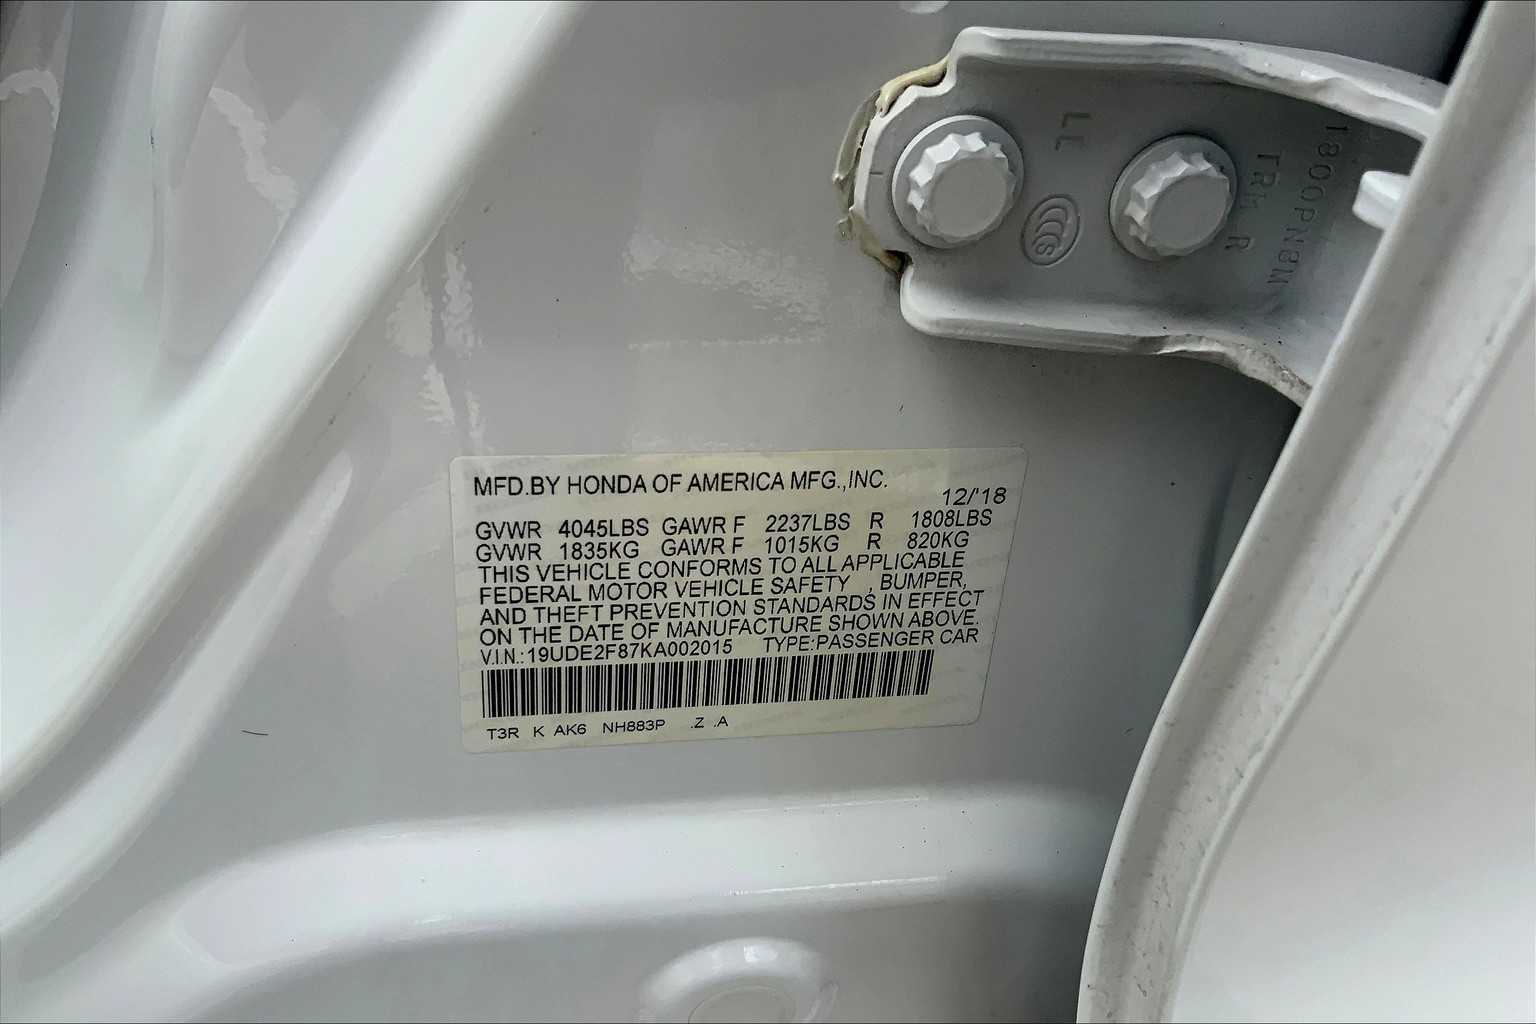 LL
TRM R
1800PN8M
CCC S
MFD.BY HONDA OF AMERICA MFG.,INC.
12/'18
GVWR 4045LBS GAWR F 2237LBS R 1808LBS
GVWR 1835KG GAWR F 1015KG R 820KG
THIS VEHICLE CONFORMS TO ALL APPLICABLE
FEDERAL MOTOR VEHICLE SAFETY , BUMPER,
AND THEFT PREVENTION STANDARDS IN EFFECT
ON THE DATE OF MANUFACTURE SHOWN ABOVE.
V.I.N.:19UDE2F87KA002015 TYPE:PASSENGER CAR
T3R K AK6 NH883P .Z .A